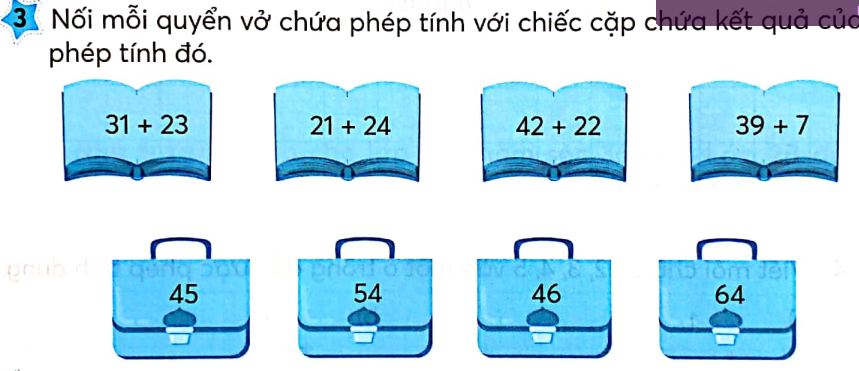 3 Nối mỗi quyển vở chứa phép tính với chiếc cặp chứa kết quả của
phép tính đó.
31 + 23 21 + 24 42 + 22 39 + 7
45 54 46 64